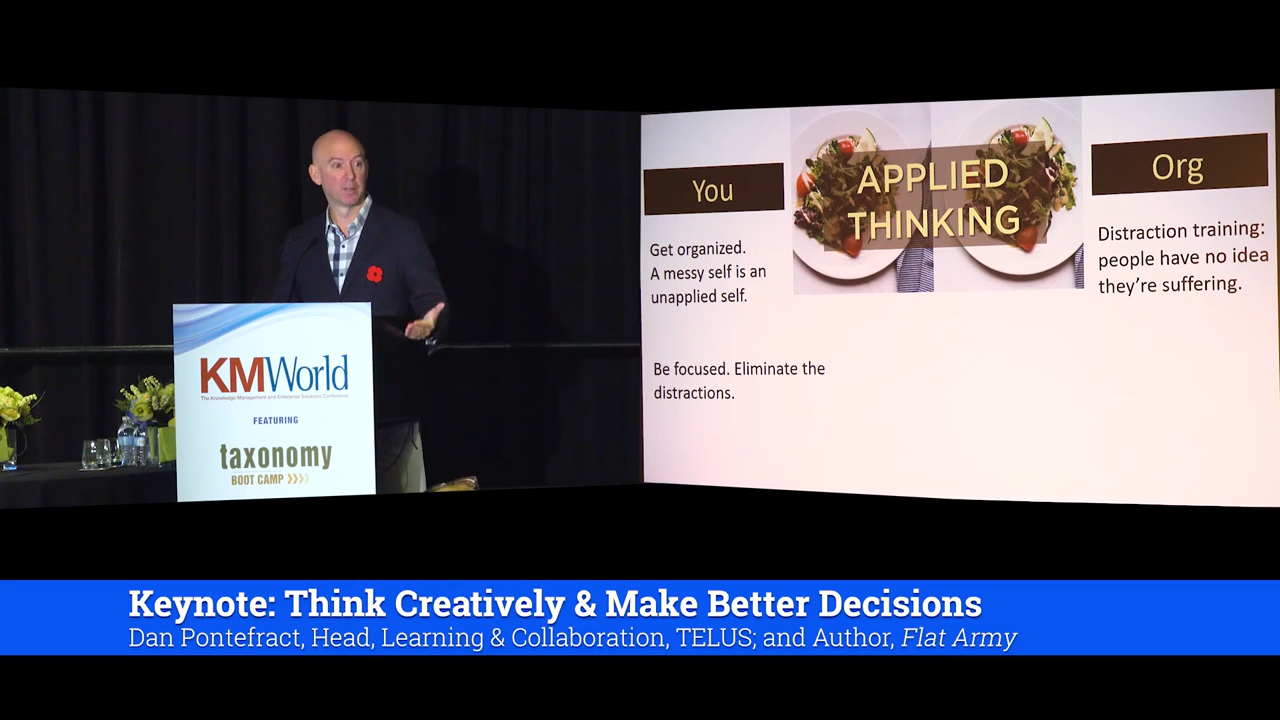 KMWorld
The Knowledge Management and Enterprise Solutions Conference
FEATURING
taxonomy
BOOT CAMP
You
Get organized.
A messy self is an
unapplied self.
Be focused. Eliminate the
distractions.
APPLIED
THINKING
Org
Distraction training:
people have no idea
they're suffering.
Keynote: Think Creatively & Make Better Decisions
Dan Pontefract, Head, Learning & Collaboration, TELUS; and Author, Flat Army